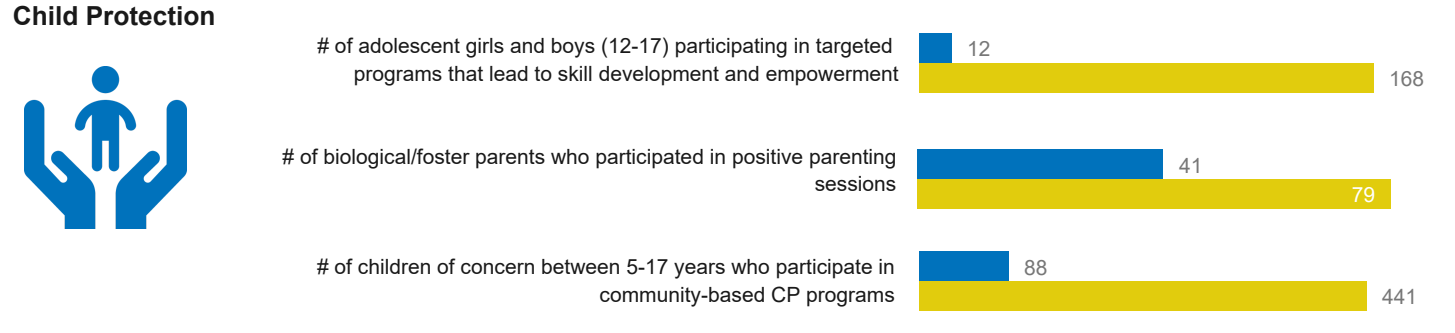 Child Protection
# of adolescent girls and boys (12-17) participating in targeted
programs that lead to skill development and empowerment
12
168
# of biological/foster parents who participated in positive parenting
sessions
41
79
# of children of concern between 5-17 years who participate in
community-based CP programs
88
441